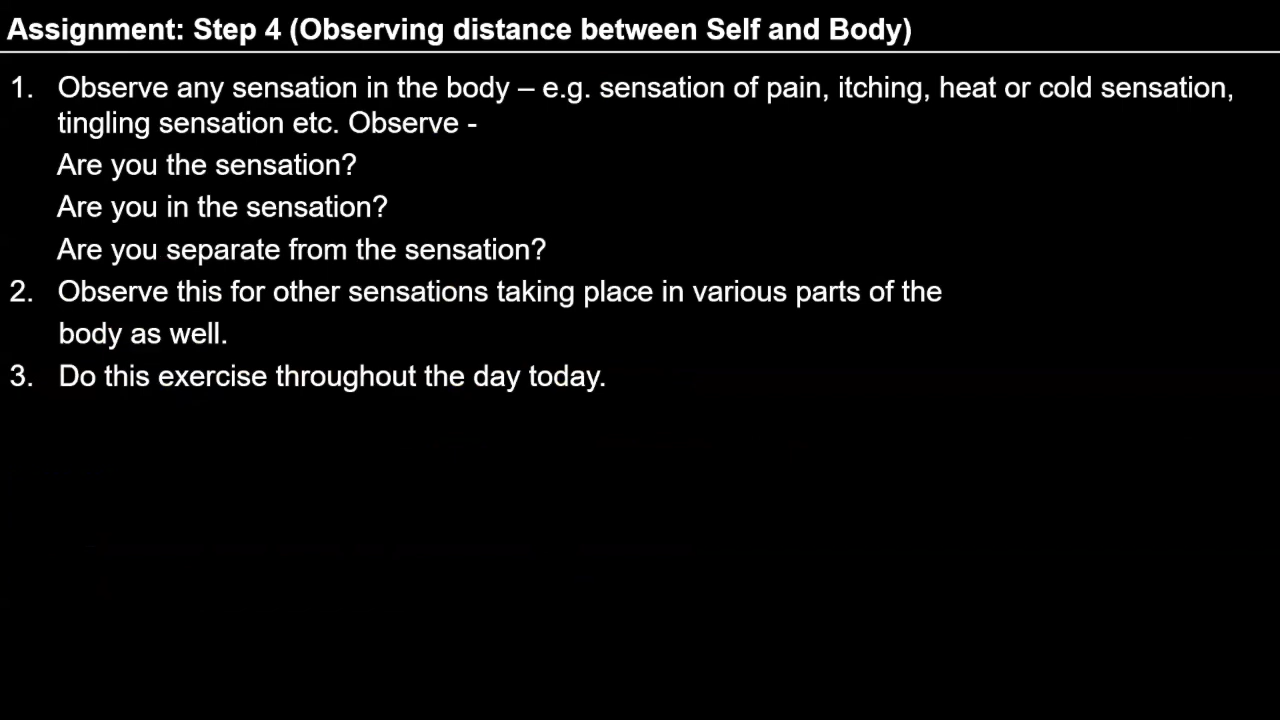 Assignment: Step 4 (Observing distance between Self and Body)
1. Observe any sensation in the body – e.g. sensation of pain, itching, heat or cold sensation,
tingling sensation etc. Observe -
Are you the sensation?
Are you in the sensation?
Are you separate from the sensation?
2. Observe this for other sensations taking place in various parts of the
body as well.
3. Do this exercise throughout the day today.